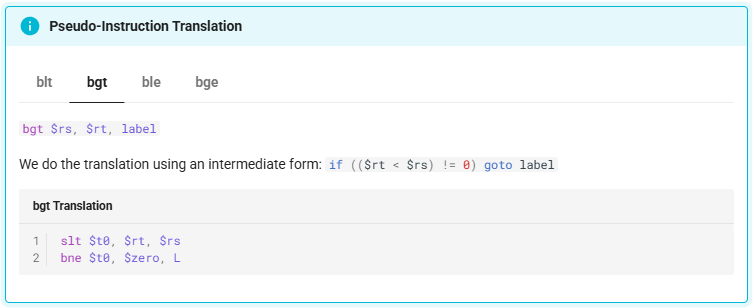 Pseudo-Instruction Translation
blt bgt ble bge
bgt $rs, $rt, label
We do the translation using an intermediate form: if (($rt < $rs) != 0) goto label
bgt Translation
1 slt $t0, $rt, $rs
2 bne $t0, $zero, L